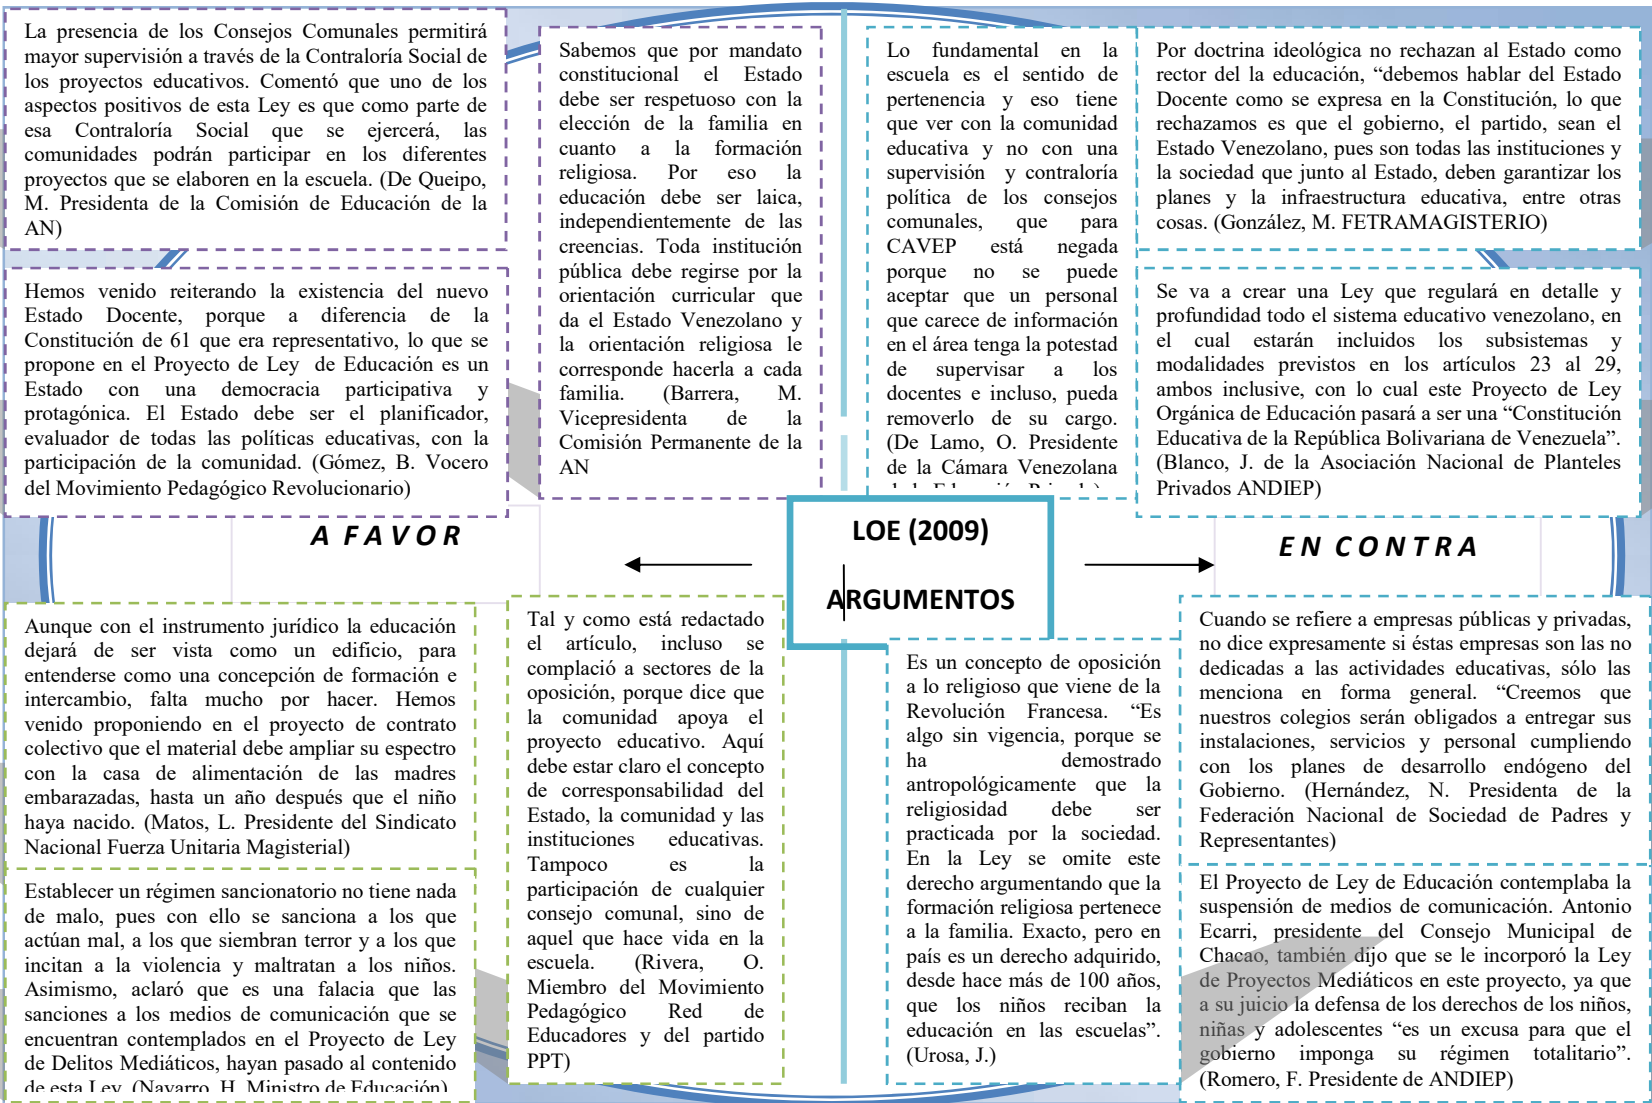 La presencia de los Consejos Comunales permitirá
mayor supervisión a través de la Contraloría Social de
los proyectos educativos. Comentó que uno de los
aspectos positivos de esta Ley es que como parte de
esa Contraloría Social que se ejercerá, las
comunidades podrán participar en los diferentes
proyectos que se elaboren en la escuela. (De Queipo,
M. Presidenta de la Comisión de Educación de la
AN)
Hemos venido reiterando la existencia del nuevo
Estado Docente, porque a diferencia de la
Constitución de 61 que era representativo, lo que se
propone en el Proyecto de Ley de Educación es un
Estado con una democracia participativa y
protagónica. El Estado debe ser el planificador,
evaluador de todas las políticas educativas, con la
participación de la comunidad. (Gómez, B. Vocero
del Movimiento Pedagógico Revolucionario)
Sabemos que por mandato
constitucional el Estado
debe ser respetuoso con la
elección de la familia en
cuanto a la formación
religiosa. Por eso la
educación debe ser laica,
independientemente de las
creencias. Toda institución
pública debe regirse por la
orientación curricular que
da el Estado Venezolano y
la orientación religiosa le
corresponde hacerla a cada
familia. (Barrera, M.
Vicepresidenta de la
Comisión Permanente de la
AN
Lo fundamental en la
escuela es el sentido de
pertenencia y eso tiene
que ver con la comunidad
educativa y no con una
supervisión y contraloría
política de los consejos
comunales, que para
CAVEP está negada
porque no se puede
aceptar que un personal
que carece de información
en el área tenga la potestad
de supervisar a los
docentes e incluso, pueda
removerlo de su cargo.
(De Lamo, O. Presidente
de la Cámara Venezolana
de la Educación Privada)
Por doctrina ideológica no rechazan al Estado como
rector del la educación, “debemos hablar del Estado
Docente como se expresa en la Constitución, lo que
rechazamos es que el gobierno, el partido, sean el
Estado Venezolano, pues son todas las instituciones y
la sociedad que junto al Estado, deben garantizar los
planes y la infraestructura educativa, entre otras
cosas. (González, M. FETRAMAGISTERIO)
Se va a crear una Ley que regulará en detalle y
profundidad todo el sistema educativo venezolano, en
el cual estarán incluidos los subsistemas y
modalidades previstos en los artículos 23 al 29,
ambos inclusive, con lo cual este Proyecto de Ley
Orgánica de Educación pasará a ser una “Constitución
Educativa de la República Bolivariana de Venezuela”.
(Blanco, J. de la Asociación Nacional de Planteles
Privados ANDIEP)
A FAVOR
LOE (2009)
ARGUMENTOS
EN CONTRA
Aunque con el instrumento jurídico la educación
dejará de ser vista como un edificio, para
entenderse como una concepción de formación e
intercambio, falta mucho por hacer. Hemos
venido proponiendo en el proyecto de contrato
colectivo que el material debe ampliar su espectro
con la casa de alimentación de las madres
embarazadas, hasta un año después que el niño
haya nacido. (Matos, L. Presidente del Sindicato
Nacional Fuerza Unitaria Magisterial)
Establecer un régimen sancionatorio no tiene nada
de malo, pues con ello se sanciona a los que
actúan mal, a los que siembran terror y a los que
incitan a la violencia y maltratan a los niños.
Asimismo, aclaró que es una falacia que las
sanciones a los medios de comunicación que se
encuentran contemplados en el Proyecto de Ley
de Delitos Mediáticos, hayan pasado al contenido
de esta Ley. (Navarro, H. Ministro de Educación)
Tal y como está redactado
el artículo, incluso se
complació a sectores de la
oposición, porque dice que
la comunidad apoya el
proyecto educativo. Aquí
debe estar claro el concepto
de corresponsabilidad del
Estado, la comunidad y las
instituciones educativas.
Tampoco es la
participación de cualquier
consejo comunal, sino de
aquel que hace vida en la
escuela. (Rivera, O.
Miembro del Movimiento
Pedagógico Red de
Educadores y del partido
PPT)
Es un concepto de oposición
a lo religioso que viene de la
Revolución Francesa. “Es
algo sin vigencia, porque se
ha demostrado
antropológicamente que la
religiosidad debe ser
practicada por la sociedad.
En la Ley se omite este
derecho argumentando que la
formación religiosa pertenece
a la familia. Exacto, pero en
país es un derecho adquirido,
desde hace más de 100 años,
que los niños reciban la
educación en las escuelas”.
(Urosa, J.)
Cuando se refiere a empresas públicas y privadas,
no dice expresamente si éstas empresas son las no
dedicadas a las actividades educativas, sólo las
menciona en forma general. “Creemos que
nuestros colegios serán obligados a entregar sus
instalaciones, servicios y personal cumpliendo
con los planes de desarrollo endógeno del
Gobierno. (Hernández, N. Presidenta de la
Federación Nacional de Sociedad de Padres y
Representantes)
El Proyecto de Ley de Educación contemplaba la
suspensión de medios de comunicación. Antonio
Ecarri, presidente del Consejo Municipal de
Chacao, también dijo que se le incorporó la Ley
de Proyectos Mediáticos en este proyecto, ya que
a su juicio la defensa de los derechos de los niños,
niñas y adolescentes “es un excusa para que el
gobierno imponga su régimen totalitario”.
(Romero, F. Presidente de ANDIEP)